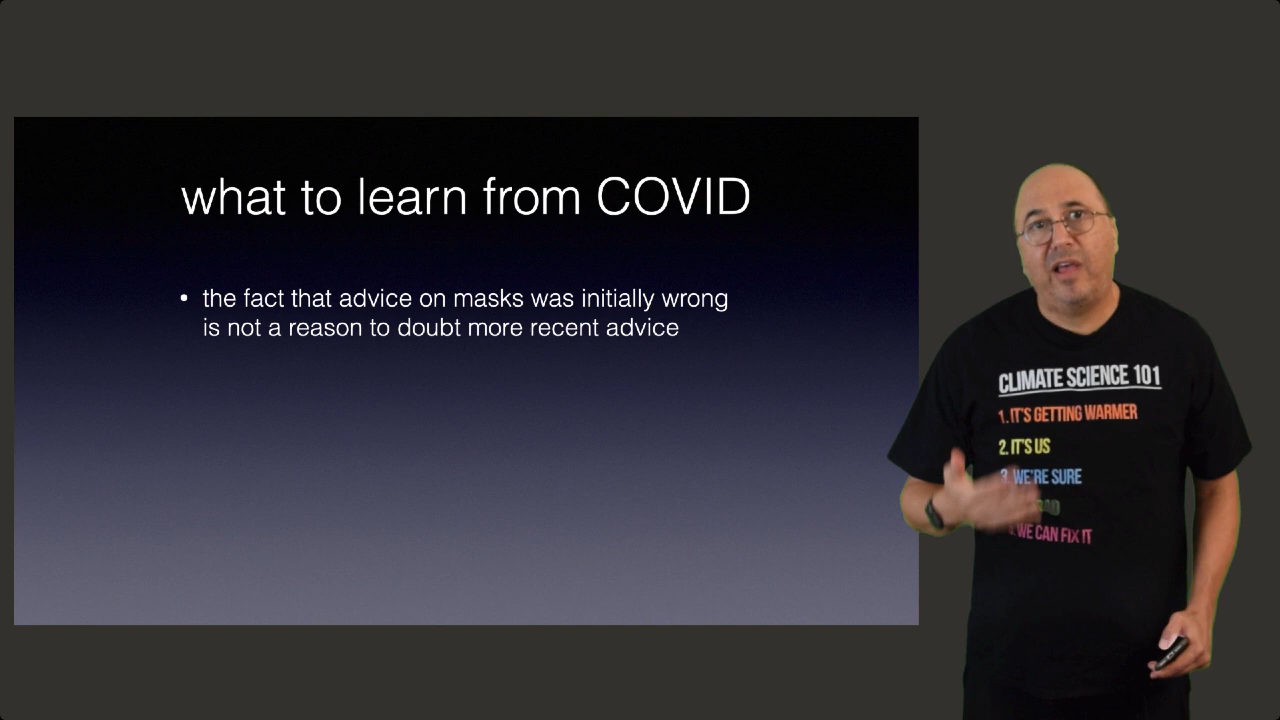 what to learn from COVID
• the fact that advice on masks was initially wrong
is not a reason to doubt more recent advice
CLIMATE SCIENCE 101
1. IT'S GETTING WARMER
2. IT'S US
3. WE'RE SURE
WE CAN FIX IT